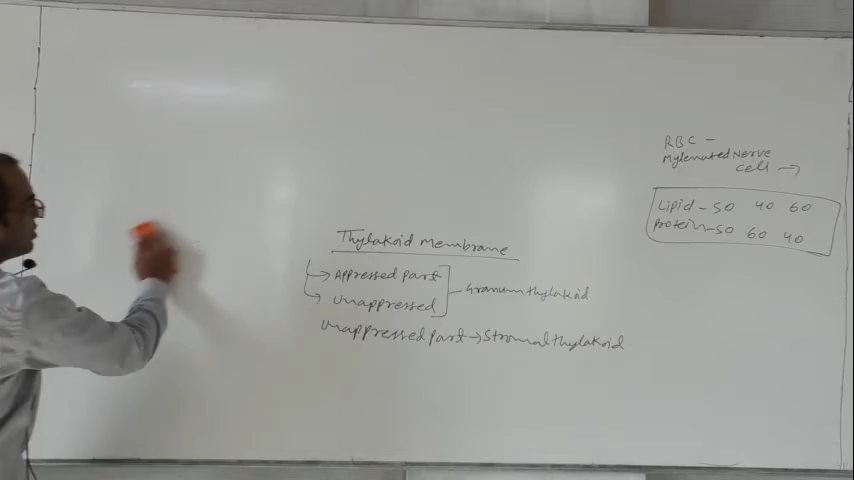 RBC -
Mylenated Nerve
cell →
Lipid - 50 40 60
Protein - 50 60 40
Thylakoid Membrane
→ Appressed part
→ Unappressed
- Granum thylakoid
Unappressed part → Stromal thylakoid